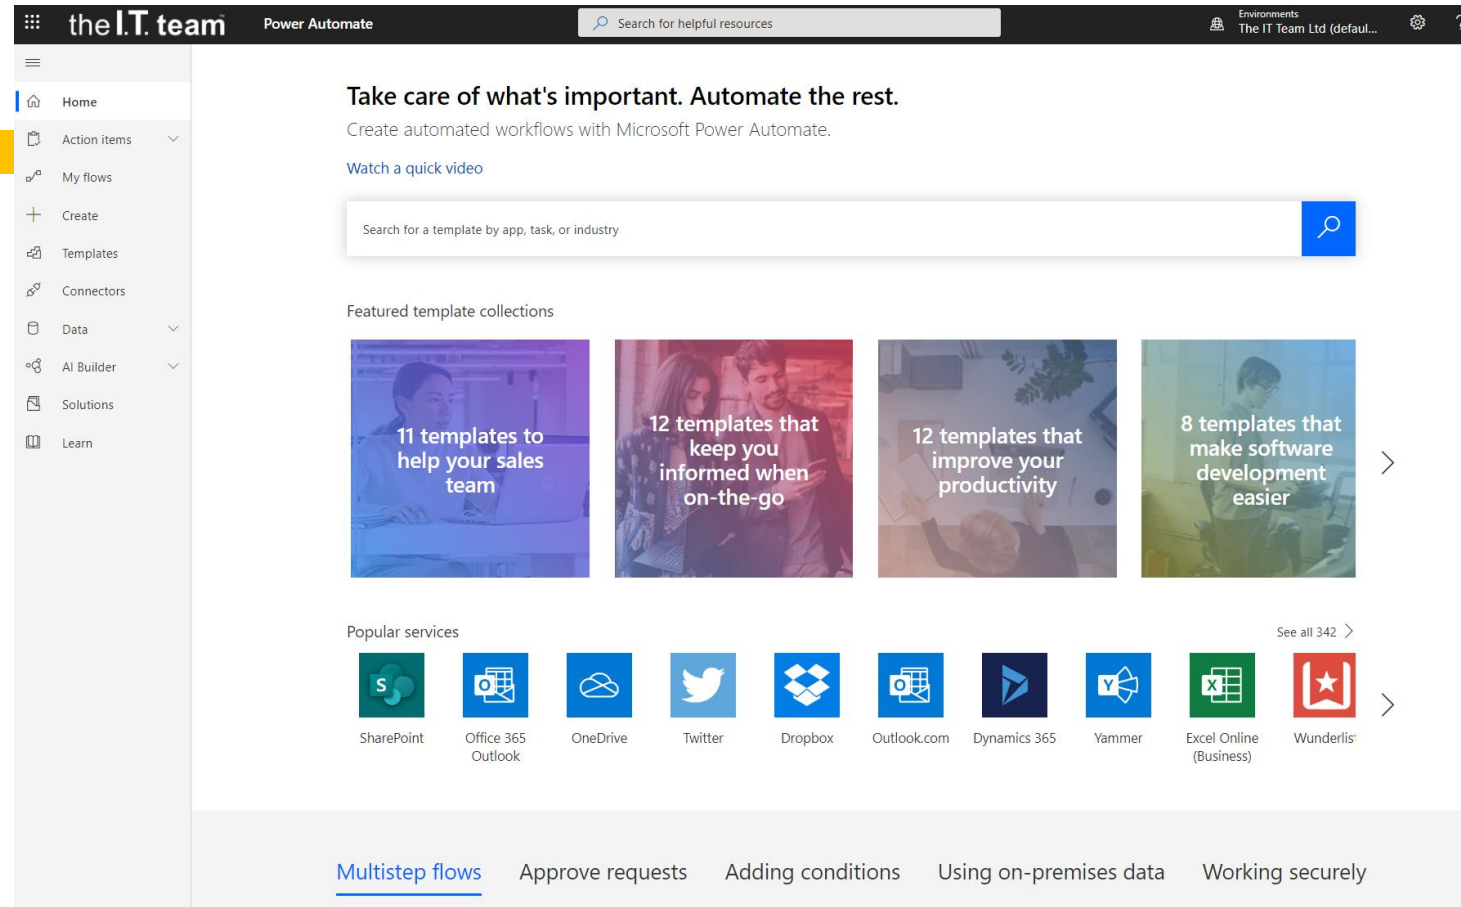 the I.T. team
Power Automate
Search for helpful resources
Environments
The IT Team Ltd (defaul...
Home
Action items
My flows
Create
Templates
Connectors
Data
AI Builder
Solutions
Learn
Take care of what's important. Automate the rest.
Create automated workflows with Microsoft Power Automate.
Watch a quick video
Search for a template by app, task, or industry
Featured template collections
11 templates to
help your sales
team
12 templates that
keep you
informed when
on-the-go
12 templates that
improve your
productivity
8 templates that
make software
development
easier
Popular services
See all 342
SharePoint
Office 365
Outlook
OneDrive
Twitter
Dropbox
Outlook.com
Dynamics 365
Yammer
Excel Online
(Business)
Wunderlist
Multistep flows
Approve requests
Adding conditions
Using on-premises data
Working securely